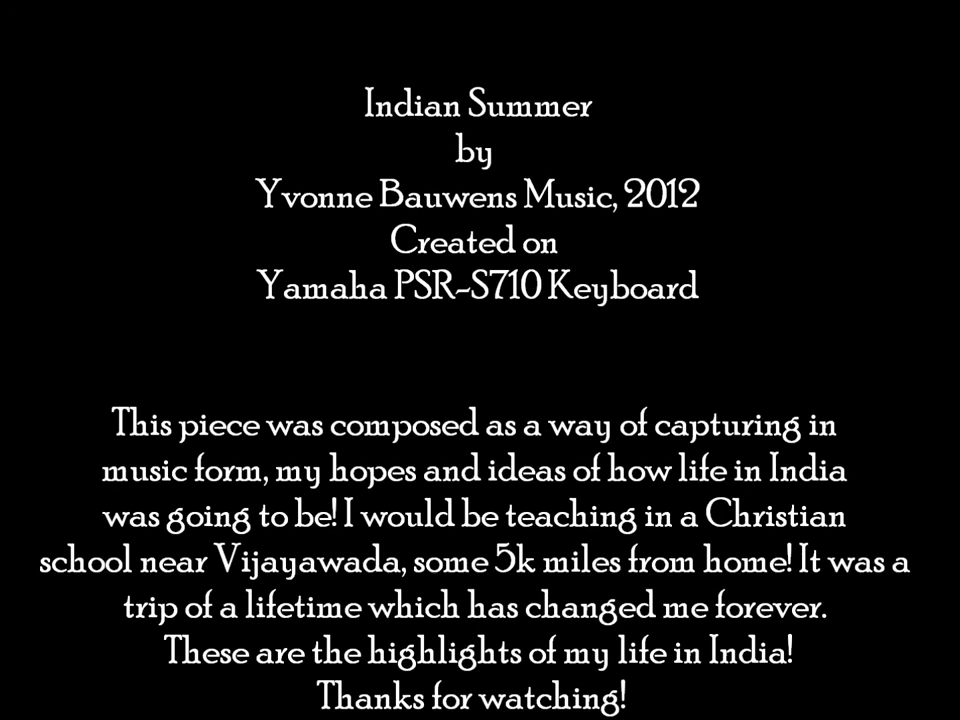 Indian Summer
by
Yvonne Bauwens Music, 2012
Created on
Yamaha PSR-S710 Keyboard
This piece was composed as a way of capturing in
music form, my hopes and ideas of how life in India
was going to be! I would be teaching in a Christian
school near Vijayawada, some 5k miles from home! It was a
trip of a lifetime which has changed me forever.
These are the highlights of my life in India!
Thanks for watching!